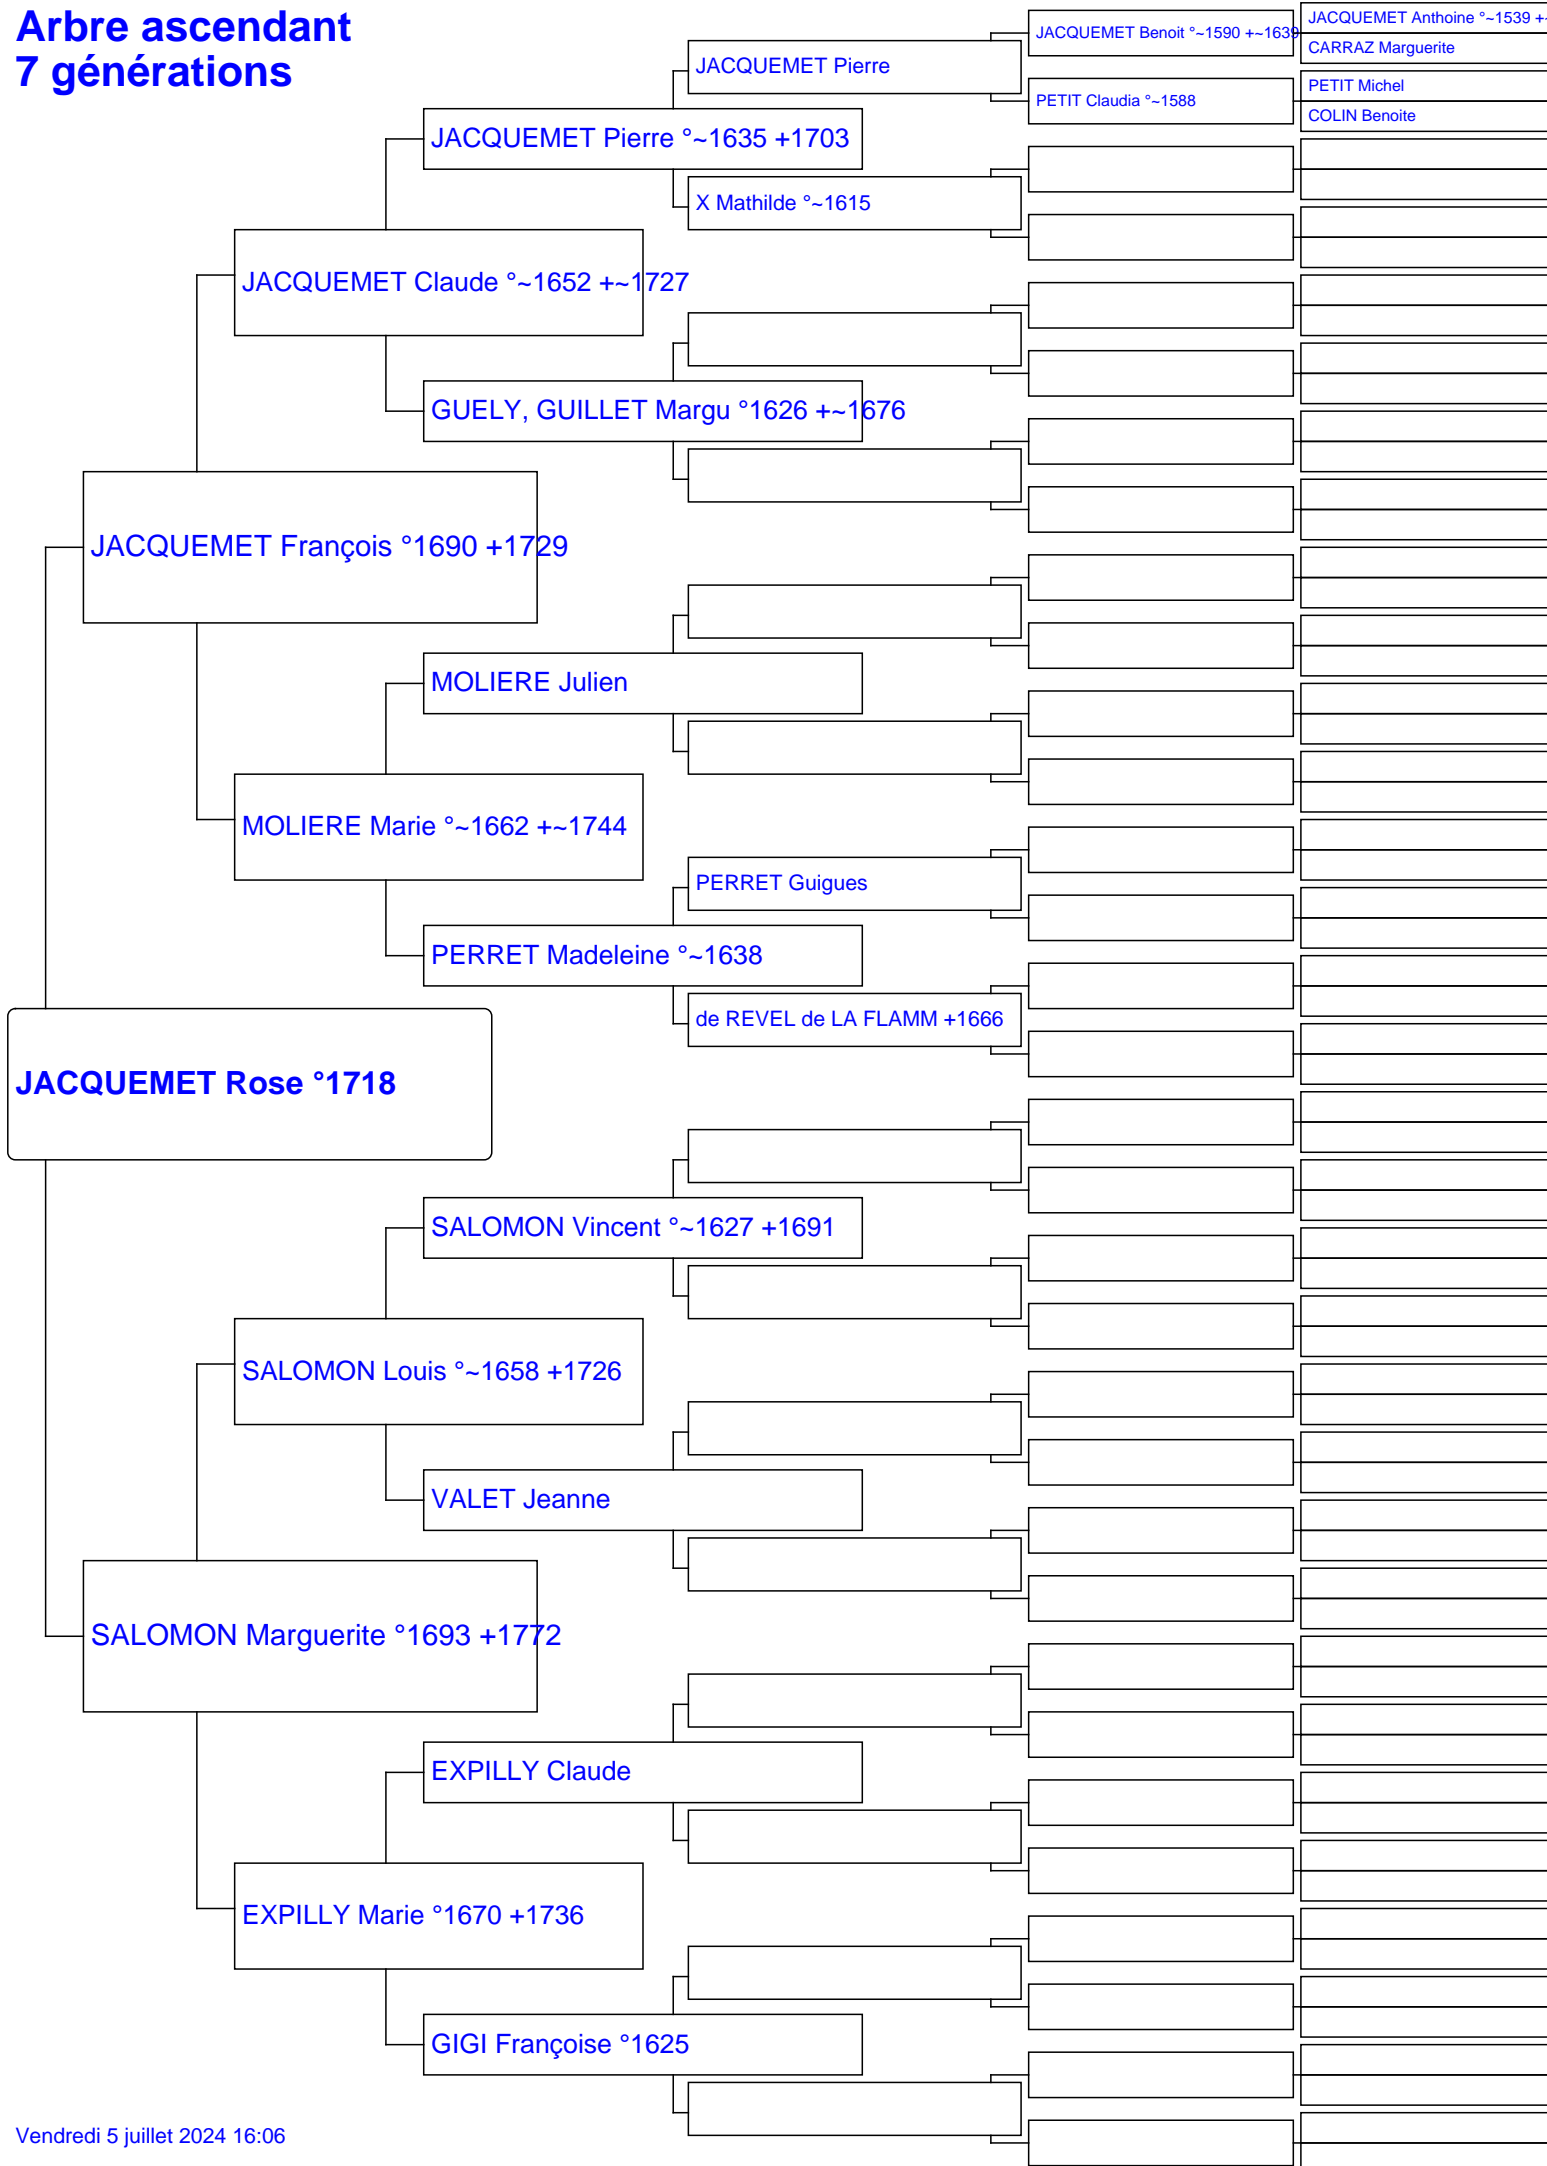 Arbre ascendant
7 générations
JACQUEMET Anthoine °~1539 +
JACQUEMET Benoit °~1590 +~1639
CARRAZ Marguerite
JACQUEMET Pierre
PETIT Michel
PETIT Claudia °~1588
COLIN Benoite
JACQUEMET Pierre °~1635 +1703
X Mathilde °~1615
JACQUEMET Claude °~1652 +~1727
GUELY, GUILLET Margu °1626 +~1676
JACQUEMET François °1690 +1729
MOLIERE Julien
MOLIERE Marie °~1662 +~1744
PERRET Guigues
PERRET Madeleine °~1638
de REVEL de LA FLAMM +1666
JACQUEMET Rose °1718
SALOMON Vincent °~1627 +1691
SALOMON Louis °~1658 +1726
VALET Jeanne
SALOMON Marguerite °1693 +1772
EXPILLY Claude
EXPILLY Marie °1670 +1736
GIGI Françoise °1625
Vendredi 5 juillet 2024 16:06